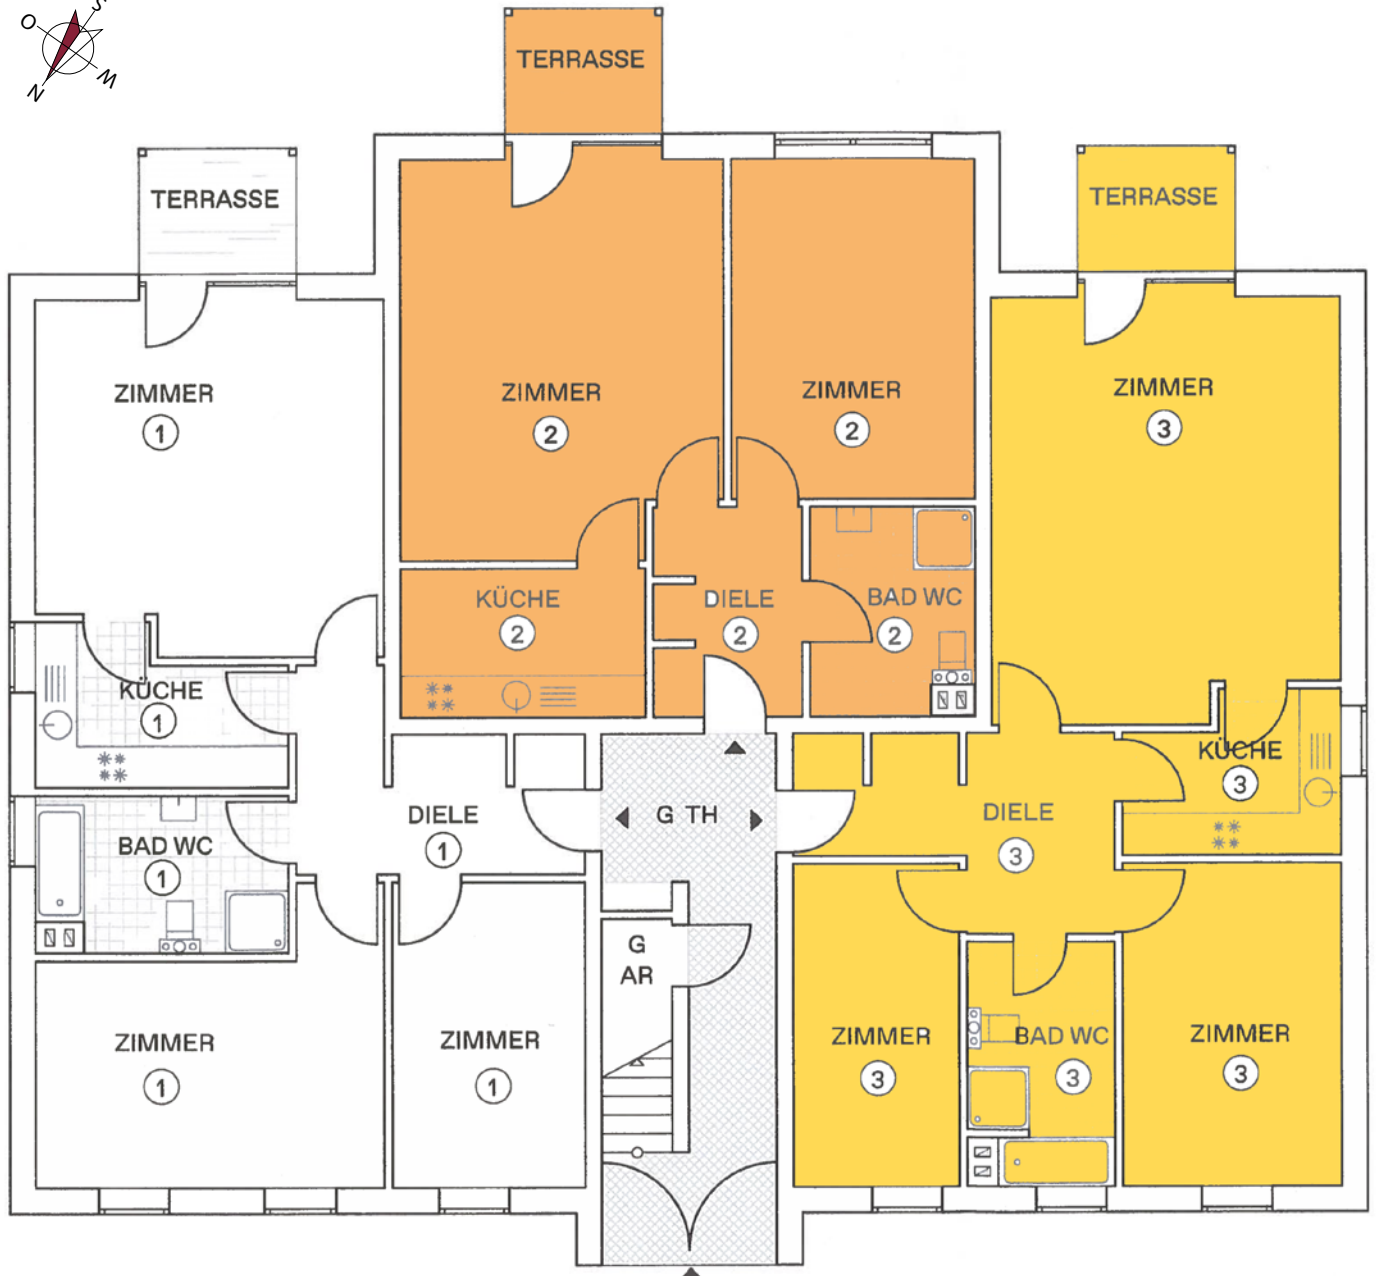 S
O
W
N
TERRASSE
TERRASSE
TERRASSE
ZIMMER
1
ZIMMER
2
ZIMMER
2
ZIMMER
3
KÜCHE
2
DIELE
2
BAD WC
2
KÜCHE
1
KÜCHE
3
DIELE
1
G TH
DIELE
3
BAD WC
1
G
AR
ZIMMER
1
ZIMMER
1
ZIMMER
3
BAD WC
3
ZIMMER
3